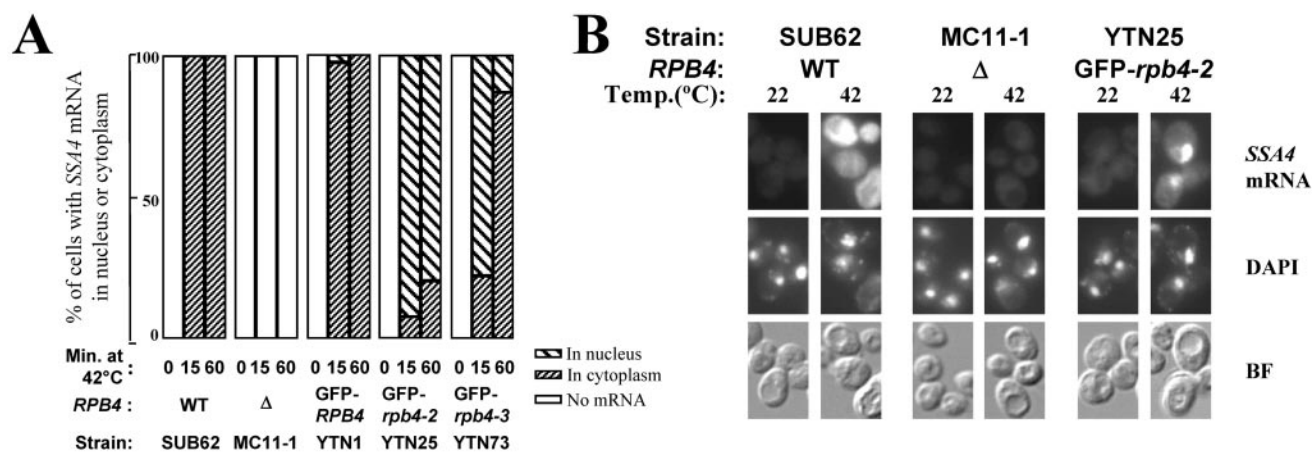 A
% of cells with SSA4 mRNA
in nucleus or cytoplasm
100
50
0
Min. at
42°C : 0 15 60 0 15 60 0 15 60 0 15 60 0 15 60
RPB4 : WT Δ GFP-RPB4 GFP-rpb4-2 GFP-rpb4-3
Strain: SUB62 MC11-1 YTN1 YTN25 YTN73
In nucleus
In cytoplasm
No mRNA
B
Strain: SUB62 MC11-1 YTN25
RPB4: WT Δ GFP-rpb4-2
Temp.(°C): 22 42 22 42 22 42
SSA4
mRNA
DAPI
BF